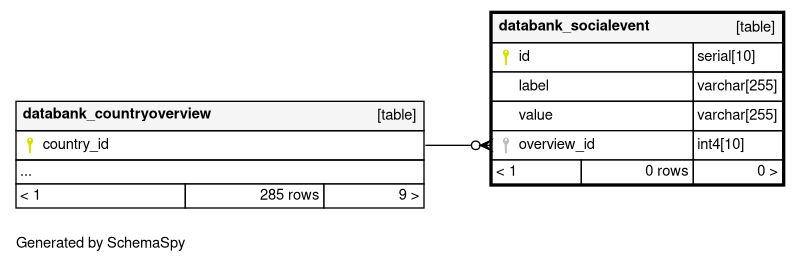 databank_socialevent [table]
id serial[10]
label varchar[255]
value varchar[255]
overview_id int4[10]
< 1 0 rows 0 >
databank_countryoverview [table]
country_id
...
< 1 285 rows 9 >
Generated by SchemaSpy